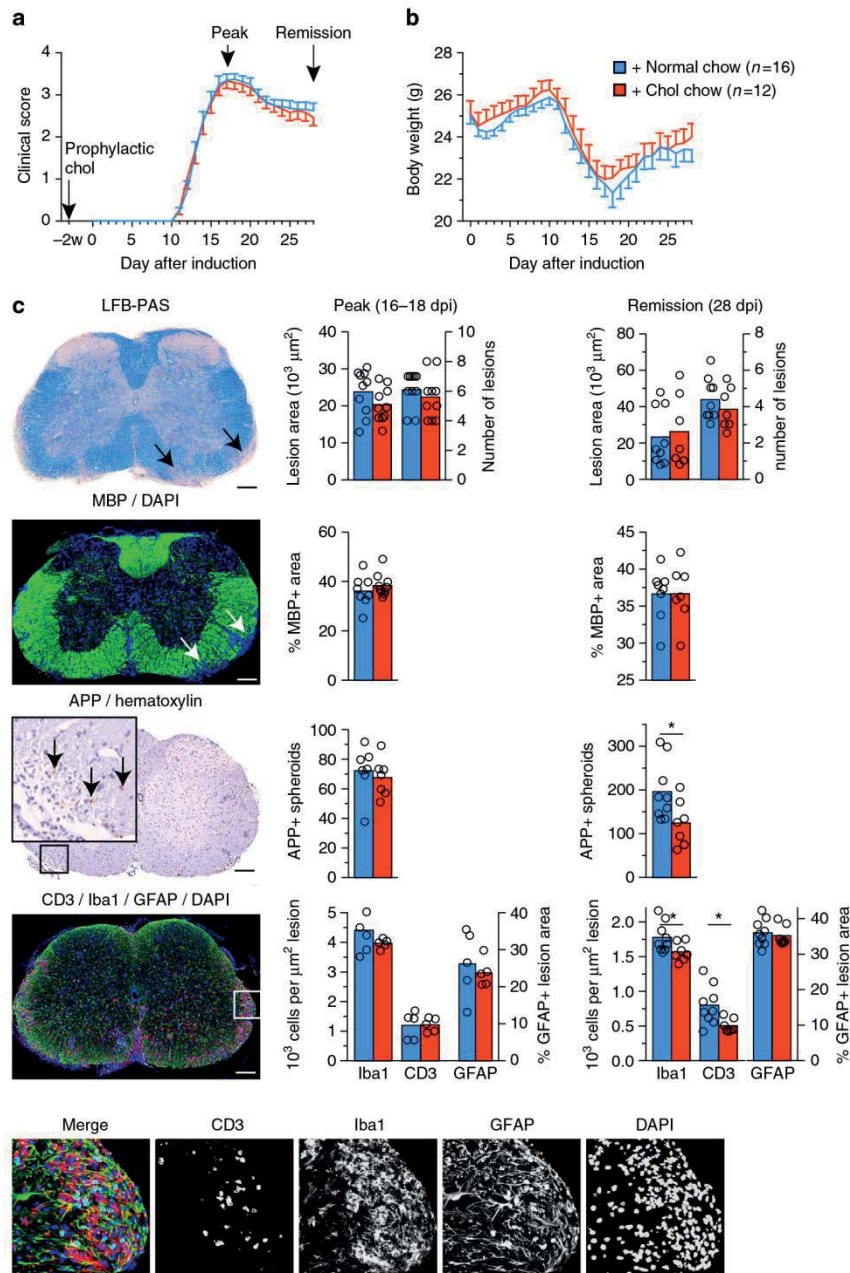 a
Peak
Remission
Clinical score
4
3
2
1
0
Prophylactic
chol
–2w 0 5 10 15 20 25
Day after induction
b
+ Normal chow (n=16)
+ Chol chow (n=12)
Body weight (g)
28
26
24
22
20
0 5 10 15 20 25
Day after induction
c
LFB-PAS
Peak (16–18 dpi)
Remission (28 dpi)
Lesion area (10³ μm²)
40
30
20
10
0
10
8
6
4
2
0
Number of lesions
Lesion area (10³ μm²)
80
60
40
20
0
8
6
4
2
0
number of lesions
MBP / DAPI
% MBP+ area
60
40
20
0
% MBP+ area
45
40
35
30
25
APP / hematoxylin
APP+ spheroids
100
80
60
40
20
0
APP+ spheroids
300
200
100
0
*
CD3 / Iba1 / GFAP / DAPI
10³ cells per μm² lesion
5
4
3
2
1
0
Iba1 CD3 GFAP
40
30
20
10
0
% GFAP+ lesion area
10³ cells per μm² lesion
2.0
1.5
1.0
0.5
0.0
* *
Iba1 CD3 GFAP
40
30
20
10
0
% GFAP+ lesion area
Merge CD3 Iba1 GFAP DAPI